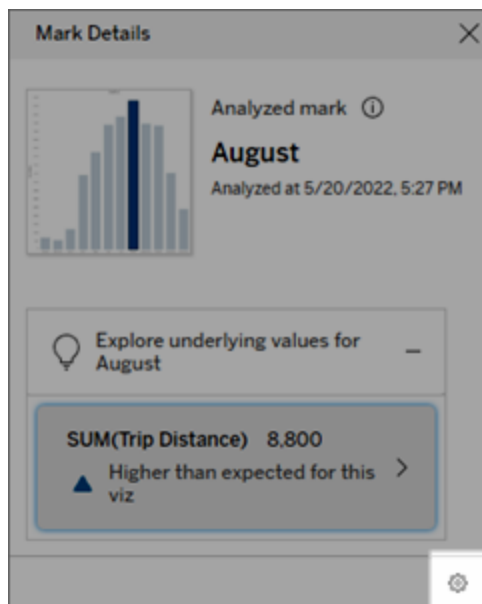 Mark Details
Analyzed mark
August
Analyzed at 5/20/2022, 5:27 PM
Explore underlying values for
August
SUM(Trip Distance) 8,800
Higher than expected for this
viz